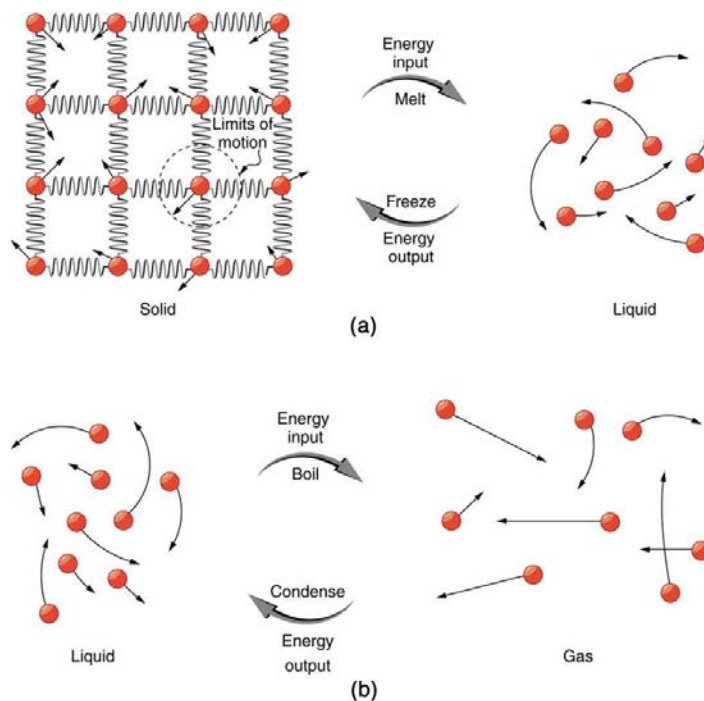 Energy
input
Melt
Limits of
motion
Freeze
Energy
output
Solid
Liquid
(a)
Energy
input
Boil
Condense
Energy
output
Liquid
Gas
(b)